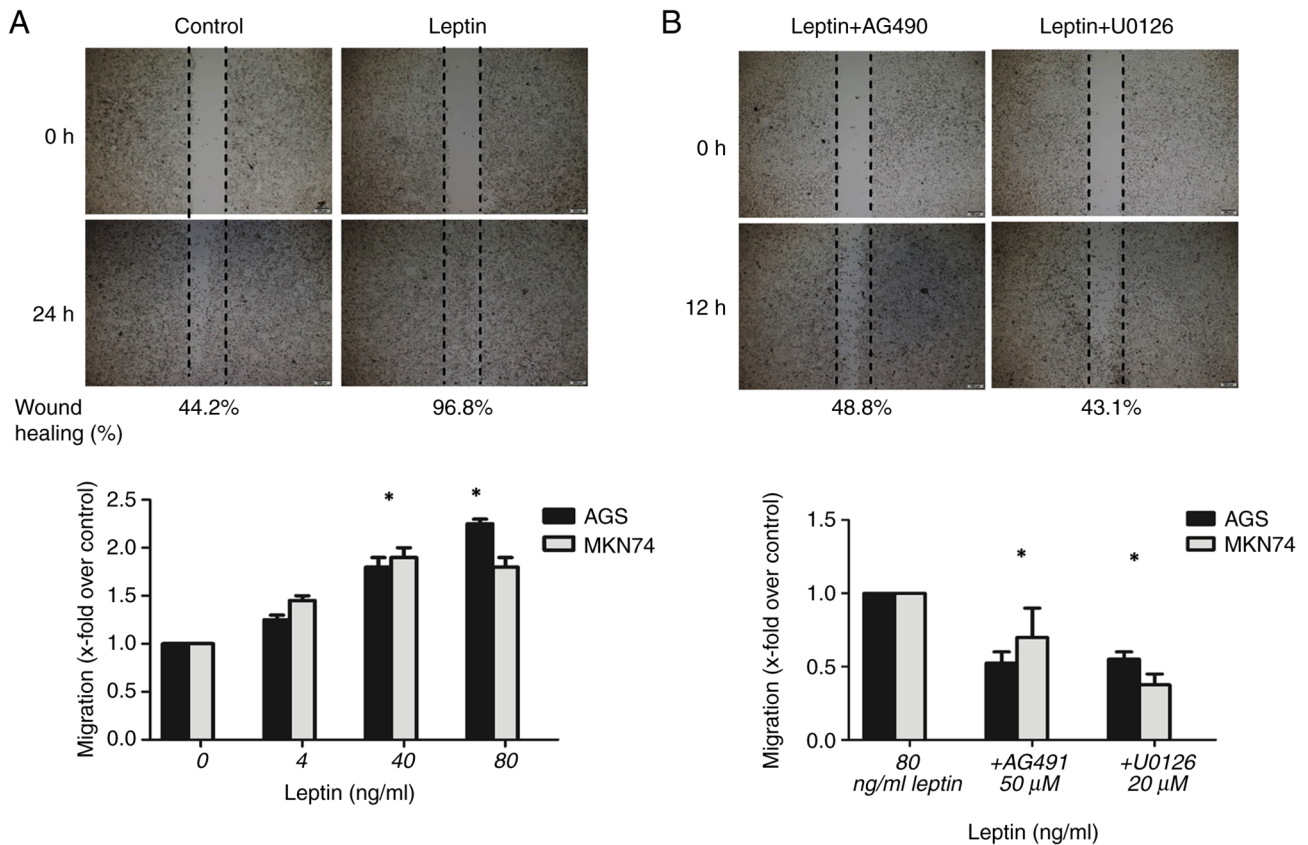 A
Control
Leptin
0 h
24 h
Wound
healing (%)
44.2%
96.8%
B
Leptin+AG490
Leptin+U0126
0 h
12 h
48.8%
43.1%
Migration (x-fold over control)
2.5
2.0
1.5
1.0
0.5
0.0
*
*
AGS
MKN74
0
4
40
80
Leptin (ng/ml)
Migration (x-fold over control)
1.5
1.0
0.5
0.0
*
*
AGS
MKN74
80
ng/ml leptin
+AG491
50 μM
+U0126
20 μM
Leptin (ng/ml)